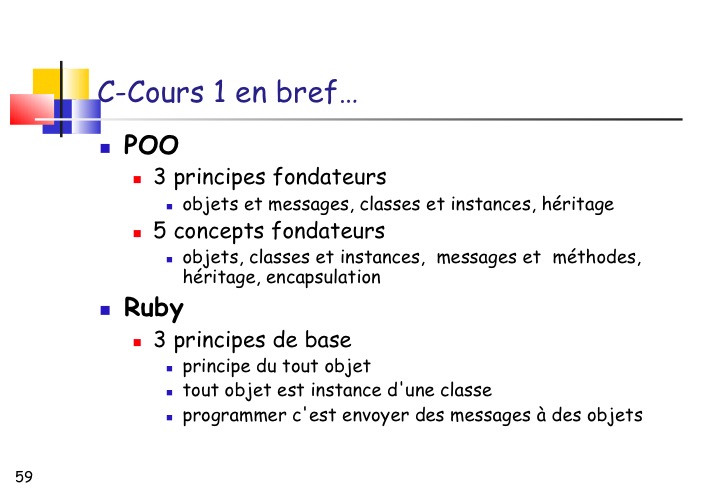 C-Cours 1 en bref…
POO
3 principes fondateurs
objets et messages, classes et instances, héritage
5 concepts fondateurs
objets, classes et instances,  messages et  méthodes,
héritage, encapsulation
Ruby
3 principes de base
principe du tout objet
tout objet est instance d'une classe
programmer c'est envoyer des messages à des objets
59